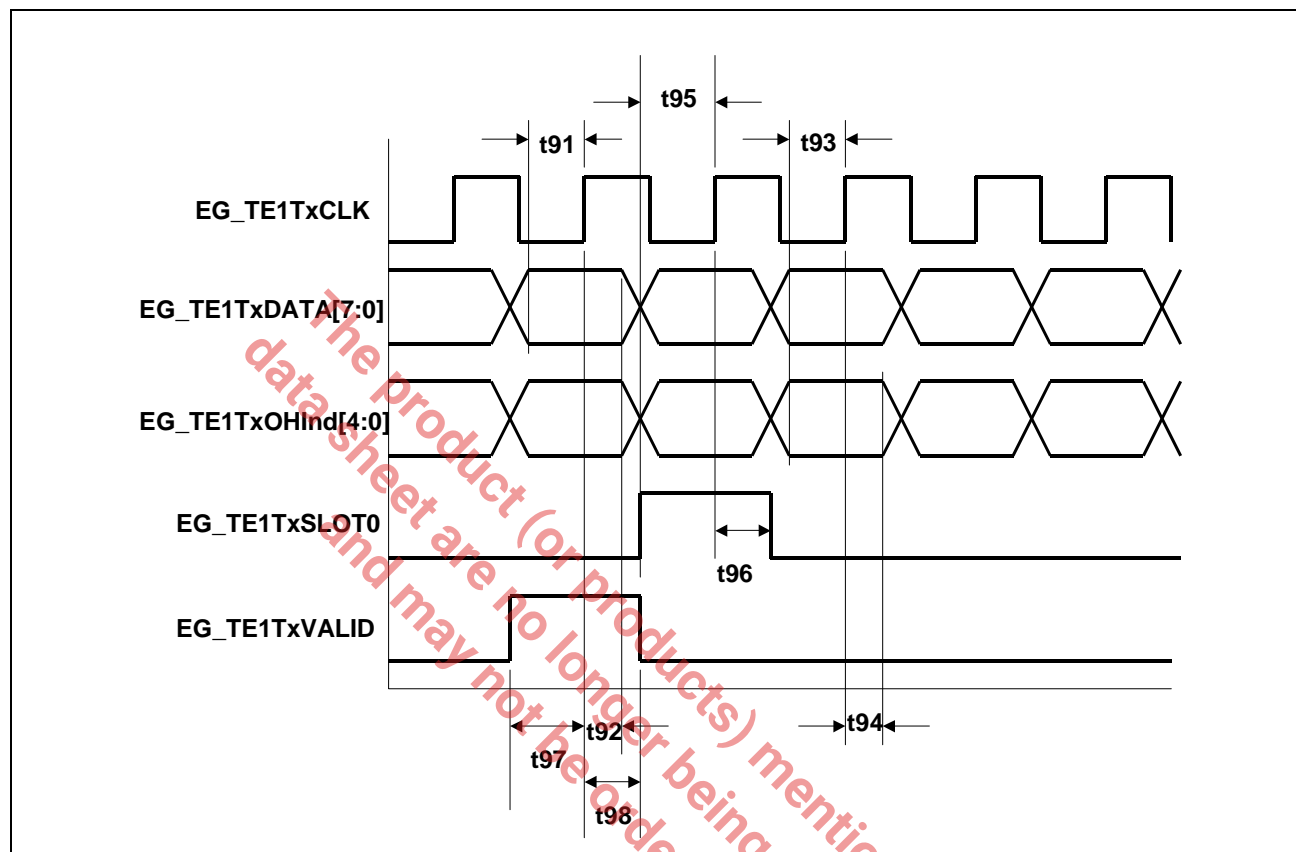 t95
t91
t93
EG_TE1TxCLK
EG_TE1TxDATA[7:0]
EG_TE1TxOHInd[4:0]
EG_TE1TxSLOT0
t96
EG_TE1TxVALID
t92
t94
t97
t98
The product (or products) mentio
data sheet are no longer being
and may not be orde